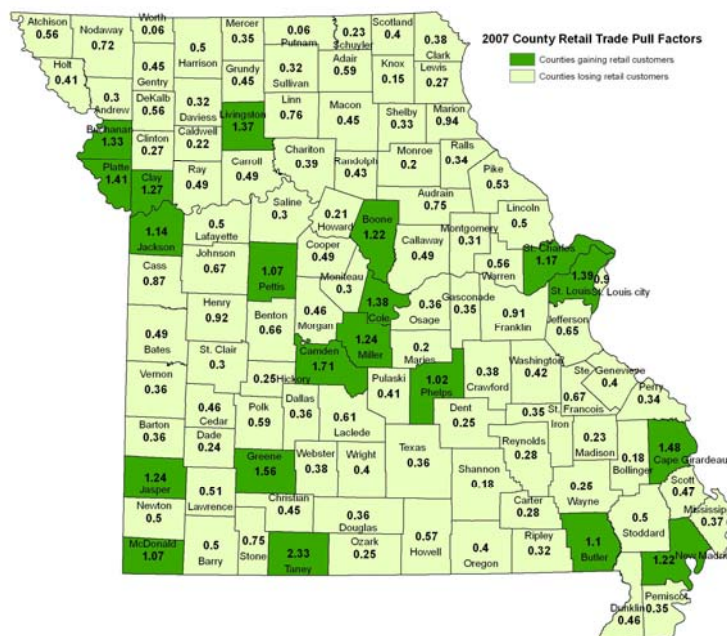 2007 County Retail Trade Pull Factors
Counties gaining retail customers
Counties losing retail customers
Atchison
0.56
Nodaway
0.72
Worth
0.06
Mercer
0.35
0.06
Putnam
0.23
Schuyler
Scotland
0.4
0.38
Clark
Holt
0.41
0.45
Gentry
0.5
Harrison
Grundy
0.45
0.32
Sullivan
Adair
0.59
Knox
0.15
Lewis
0.27
0.3
Andrew
DeKalb
0.56
0.32
Daviess
Livingston
1.37
Linn
0.76
Macon
0.45
Shelby
0.33
Marion
0.94
Buchanan
1.33
Clinton
0.27
Caldwell
0.22
Chariton
0.39
Randolph
0.43
Monroe
0.2
Ralls
0.34
Platte
1.41
Clay
1.27
Ray
0.49
Carroll
0.49
Pike
0.53
Audrain
0.75
Saline
0.3
0.21
Howard
Boone
1.22
Lincoln
0.5
1.14
Jackson
0.5
Lafayette
Cooper
0.49
Callaway
0.49
Montgomery
0.31
0.56
Warren
St. Charles
1.17
1.39
St. Louis
0.9
St. Louis city
Cass
0.87
Johnson
0.67
1.07
Pettis
Moniteau
0.3
1.38
Cole
0.36
Osage
Gasconade
0.35
0.91
Franklin
Jefferson
0.65
Henry
0.92
Benton
0.66
0.46
Morgan
1.24
Miller
0.49
Bates
St. Clair
0.3
Camden
1.71
0.2
Maries
1.02
Phelps
0.38
Crawford
Washington
0.42
Ste. Genevieve
0.4
Vernon
0.36
0.25
Hickory
Pulaski
0.41
0.67
St. Francois
Perry
0.34
0.46
Cedar
Polk
0.59
Dallas
0.36
0.61
Laclede
Dent
0.25
0.35
Iron
Barton
0.36
Dade
0.24
Texas
0.36
Reynolds
0.28
0.23
Madison
0.18
Bollinger
1.48
Cape Girardeau
1.24
Jasper
Greene
1.56
Webster
0.38
Wright
0.4
Shannon
0.18
Scott
0.47
0.51
Lawrence
Christian
0.45
0.36
Douglas
Carter
0.28
0.25
Wayne
Mississippi
0.37
Newton
0.5
0.5
Stoddard
McDonald
1.07
0.5
Barry
0.75
Stone
2.33
Taney
Ozark
0.25
0.57
Howell
0.4
Oregon
Ripley
0.32
1.1
Butler
New Madrid
1.22
Dunklin
0.46
Pemiscot
0.35